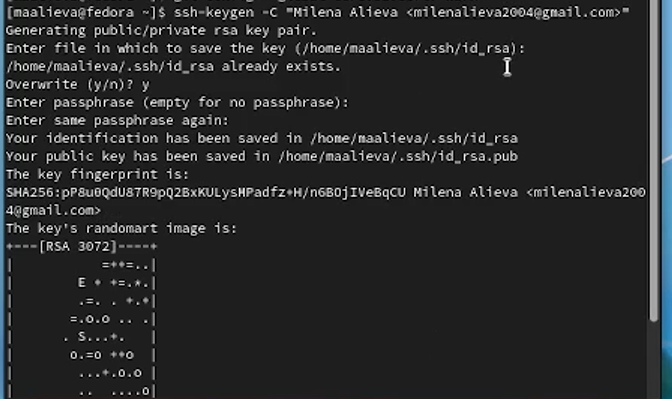 [maalieva@fedora ~]$ ssh-keygen -C "Milena Alieva <milenalieva2004@gmail.com>"
Generating public/private rsa key pair.
Enter file in which to save the key (/home/maalieva/.ssh/id_rsa):
/home/maalieva/.ssh/id_rsa already exists.
Overwrite (y/n)? y
Enter passphrase (empty for no passphrase):
Enter same passphrase again:
Your identification has been saved in /home/maalieva/.ssh/id_rsa
Your public key has been saved in /home/maalieva/.ssh/id_rsa.pub
The key fingerprint is:
SHA256:pP8u0QdU87R9pQ2BxKULysMPadfz+H/n6BOjIVeBqCU Milena Alieva <milenalieva200
4@gmail.com>
The key's randomart image is:
+---[RSA 3072]----+
|          =++=..|
|       E + +=.*.|
|       .=. . +.+|
|      =.o.o .. .|
|     . S...+.   |
|      o.=o ++o  |
|       ...+.o.o |
|       ..  ....o|